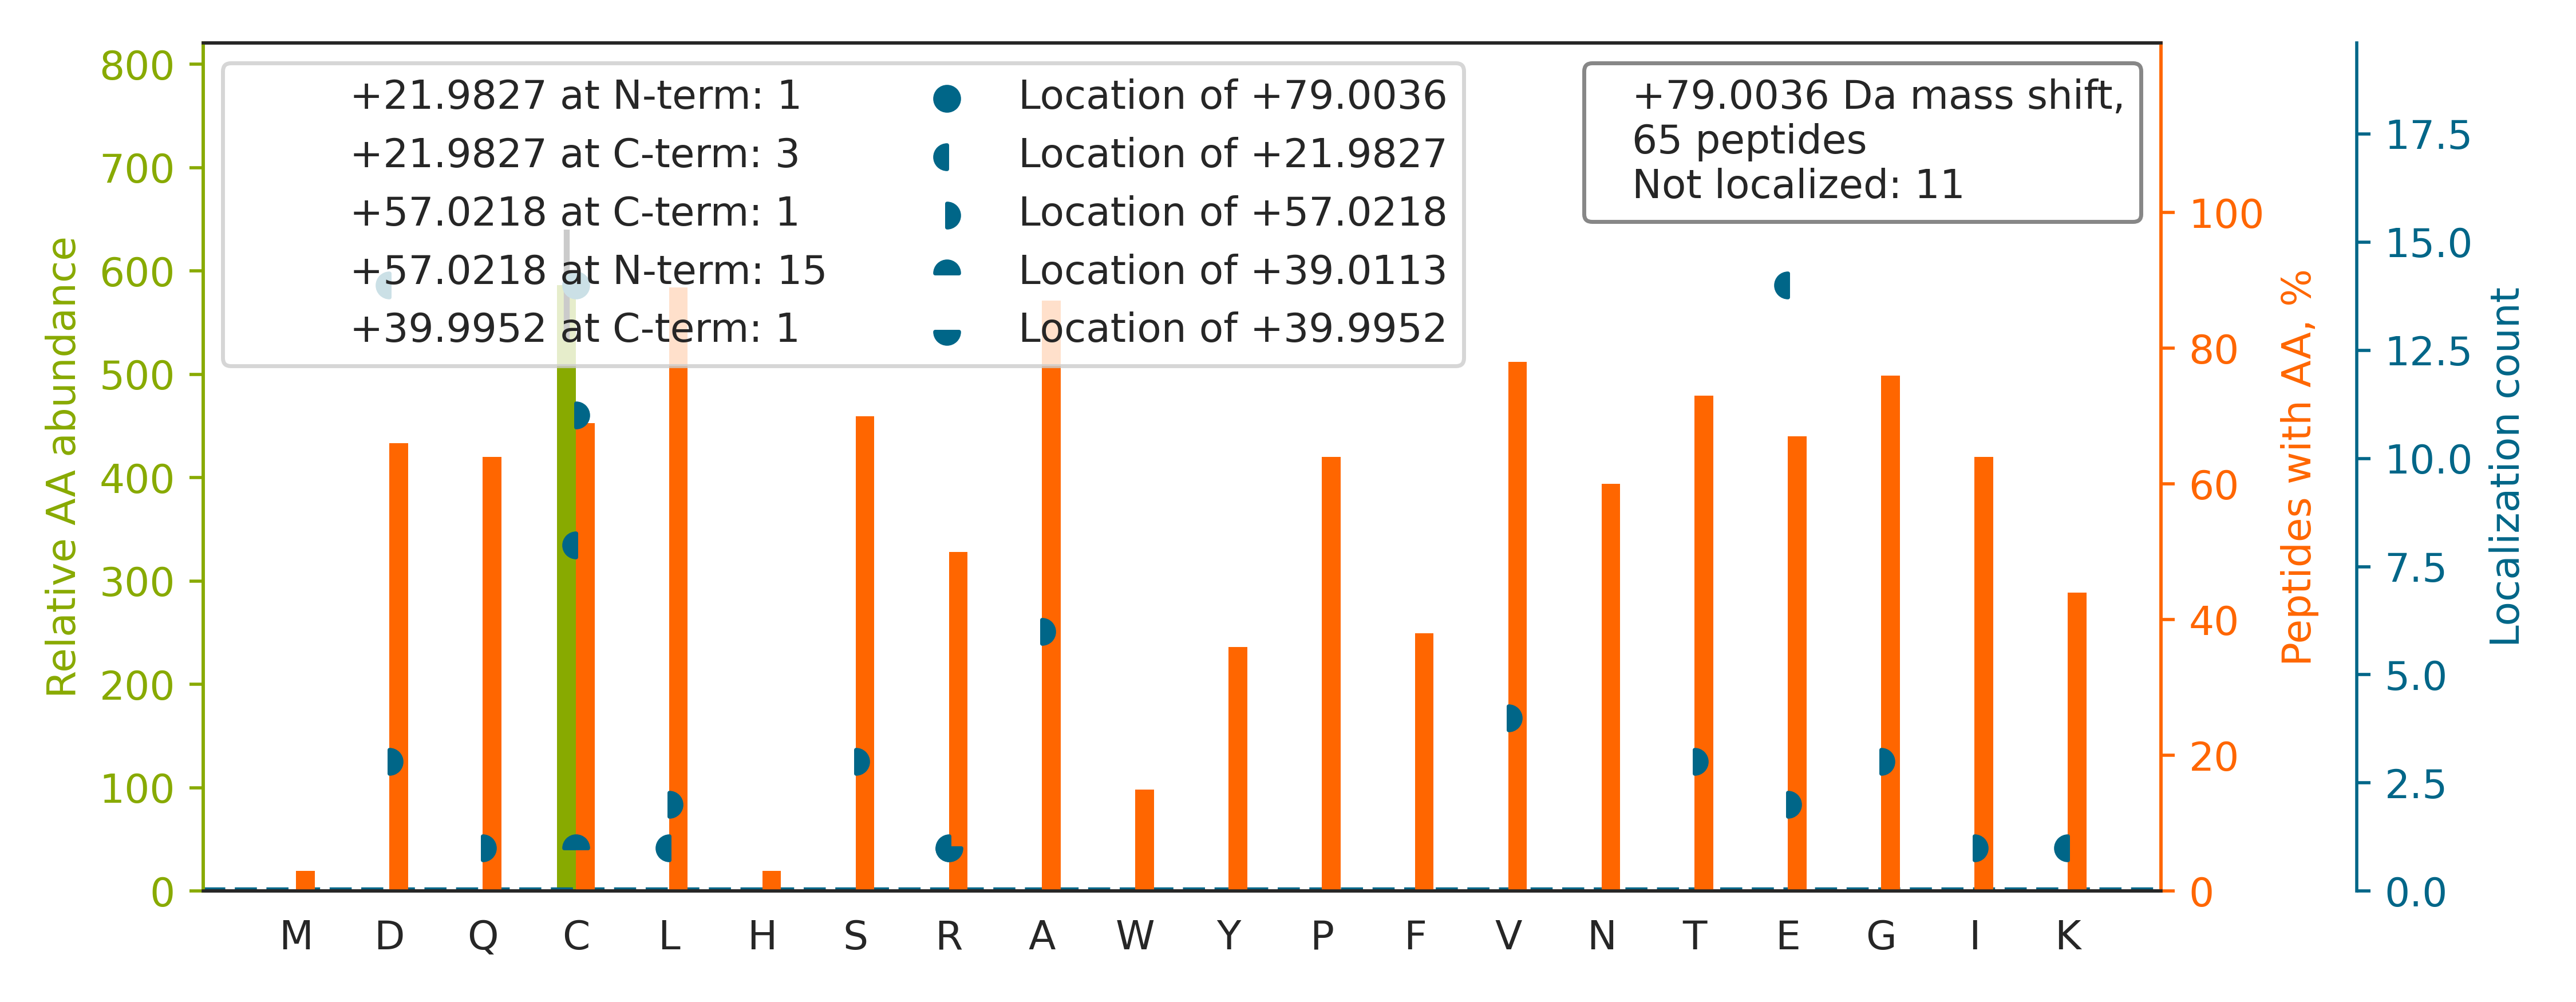 +21.9827 at N-term: 1
+21.9827 at C-term: 3
+57.0218 at C-term: 1
+57.0218 at N-term: 15
+39.9952 at C-term: 1
Location of +79.0036
Location of +21.9827
Location of +57.0218
Location of +39.0113
Location of +39.9952
+79.0036 Da mass shift,
65 peptides
Not localized: 11
Relative AA abundance
800
700
600
500
400
300
200
100
0
M D Q C L H S R A W Y P F V N T E G I K
100
80
60
40
20
0
Peptides with AA, %
17.5
15.0
12.5
10.0
7.5
5.0
2.5
0.0
Localization count